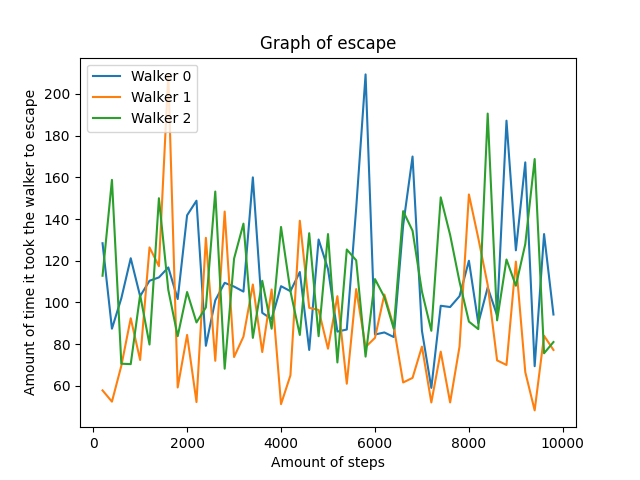 Graph of escape
Walker 0
Walker 1
Walker 2
Amount of time it took the walker to escape
200
180
160
140
120
100
80
60
0
2000
4000
6000
8000
10000
Amount of steps